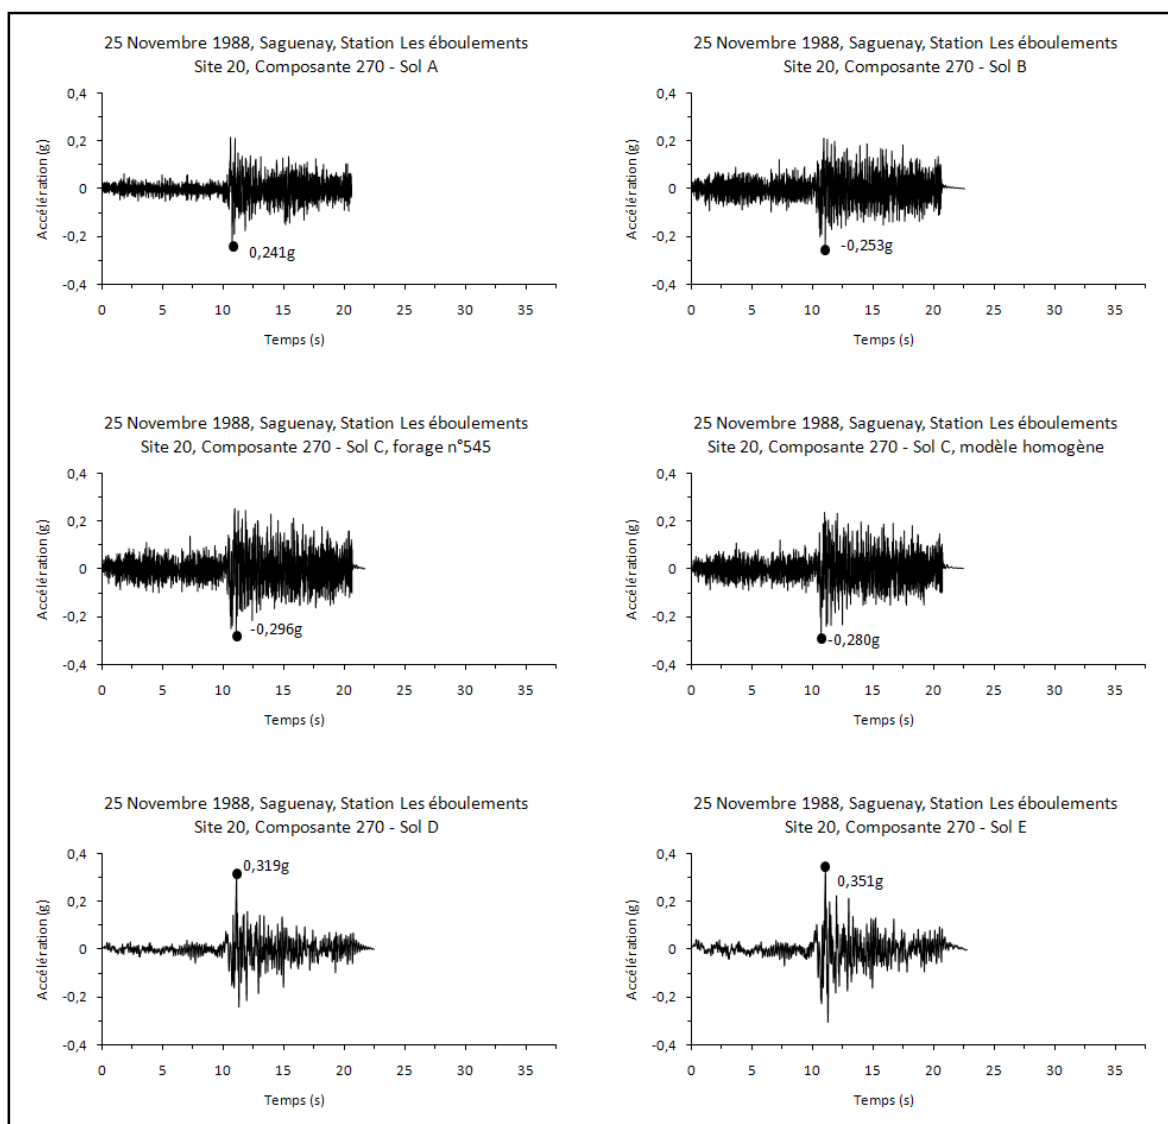 25 Novembre 1988, Saguenay, Station Les éboulements
Site 20, Composante 270 - Sol A
0,4
0,2
0
-0,2
-0,4
Accélération (g)
0,241g
0 5 10 15 20 25 30 35
Temps (s)
25 Novembre 1988, Saguenay, Station Les éboulements
Site 20, Composante 270 - Sol B
0,4
0,2
0
-0,2
-0,4
Accélération (g)
-0,253g
0 5 10 15 20 25 30 35
Temps (s)
25 Novembre 1988, Saguenay, Station Les éboulements
Site 20, Composante 270 - Sol C, forage n°545
0,4
0,2
0
-0,2
-0,4
Accélération (g)
-0,296g
0 5 10 15 20 25 30 35
Temps (s)
25 Novembre 1988, Saguenay, Station Les éboulements
Site 20, Composante 270 - Sol C, modèle homogène
0,4
0,2
0
-0,2
-0,4
Accélération (g)
-0,280g
0 5 10 15 20 25 30 35
Temps (s)
25 Novembre 1988, Saguenay, Station Les éboulements
Site 20, Composante 270 - Sol D
0,4
0,2
0
-0,2
-0,4
Accélération (g)
0,319g
0 5 10 15 20 25 30 35
Temps (s)
25 Novembre 1988, Saguenay, Station Les éboulements
Site 20, Composante 270 - Sol E
0,4
0,2
0
-0,2
-0,4
Accélération (g)
0,351g
0 5 10 15 20 25 30 35
Temps (s)